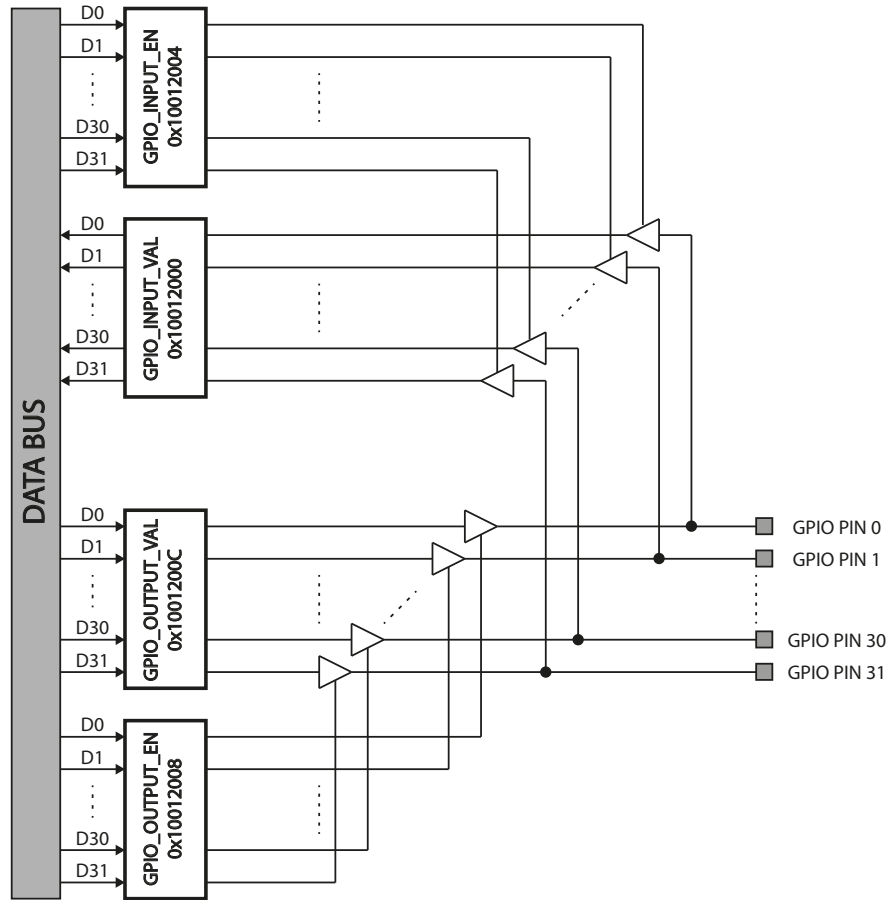 DATA BUS
D0
D1
D30
D31
GPIO_INPUT_EN
0x10012004
D0
D1
D30
D31
GPIO_INPUT_VAL
0x10012000
D0
D1
D30
D31
GPIO_OUTPUT_VAL
0x1001200C
GPIO PIN 0
GPIO PIN 1
GPIO PIN 30
GPIO PIN 31
D0
D1
D30
D31
GPIO_OUTPUT_EN
0x10012008